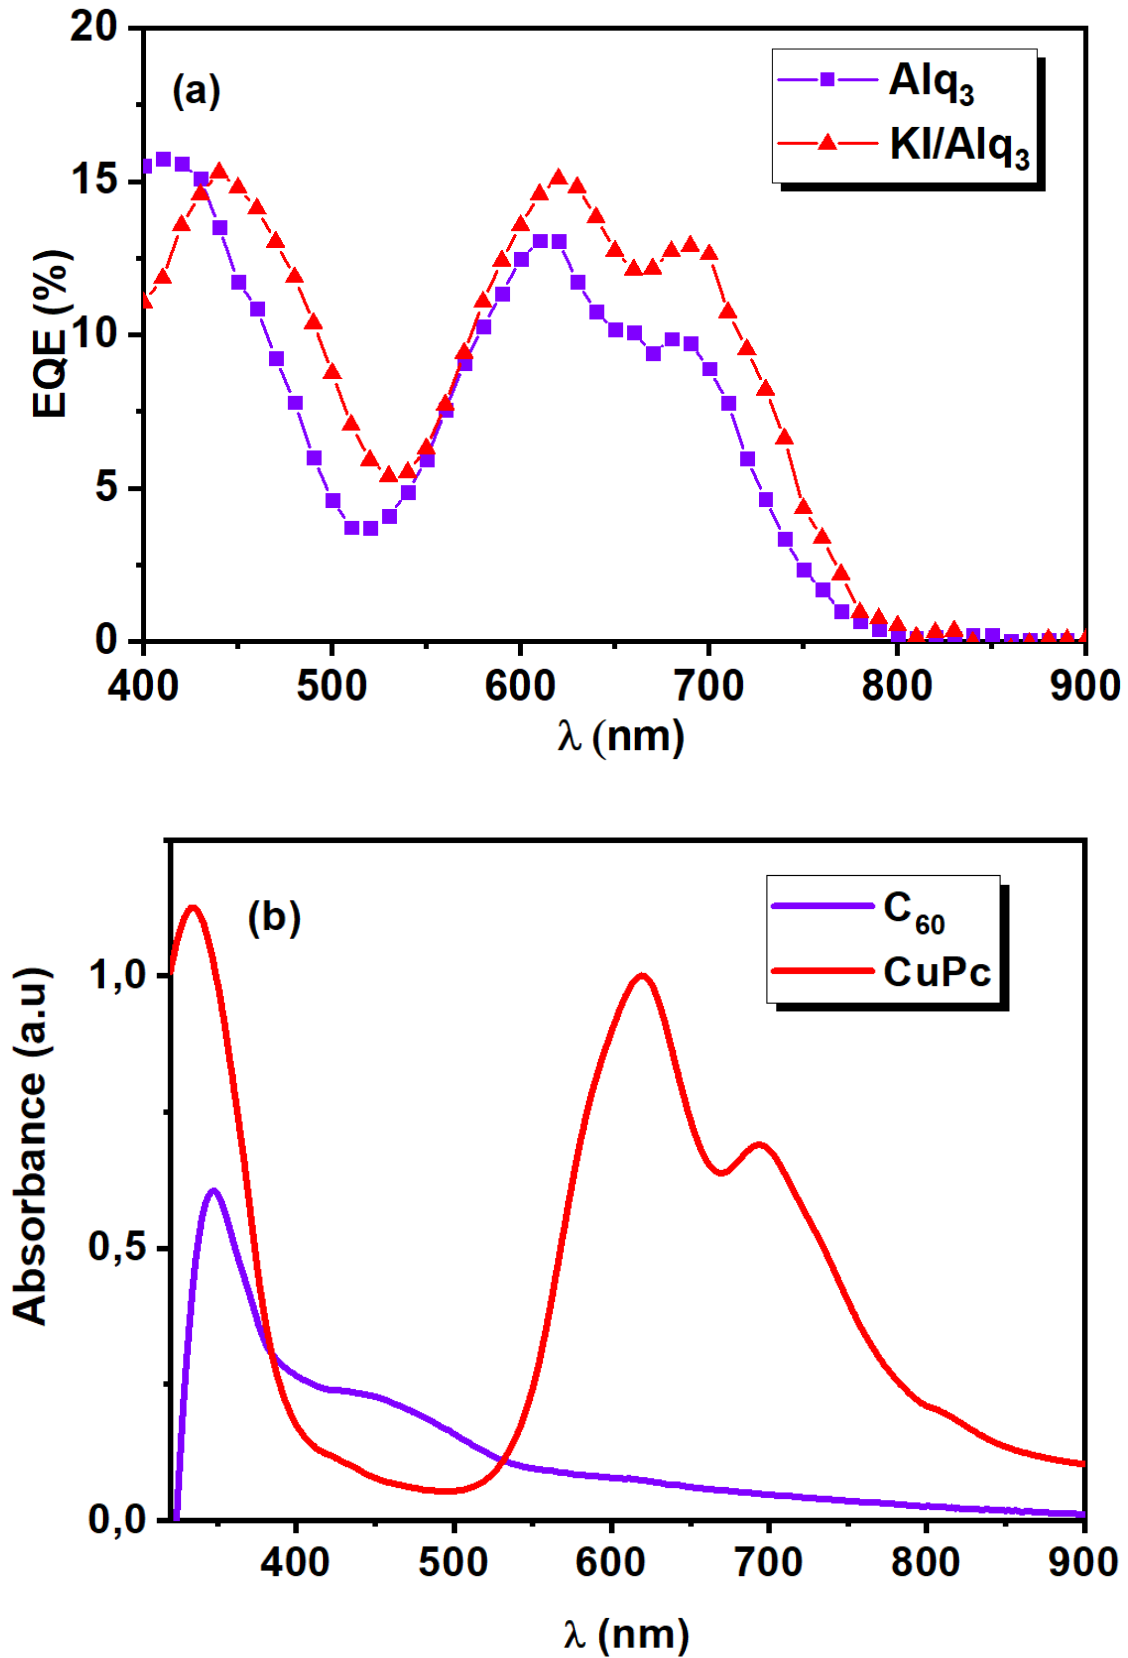 20
15
10
5
0
EQE (%)
(a)
Alq₃
KI/Alq₃
400 500 600 700 800 900
λ (nm)
1,0
0,5
0,0
Absorbance (a.u)
(b)
C₆₀
CuPc
400 500 600 700 800 900
λ (nm)